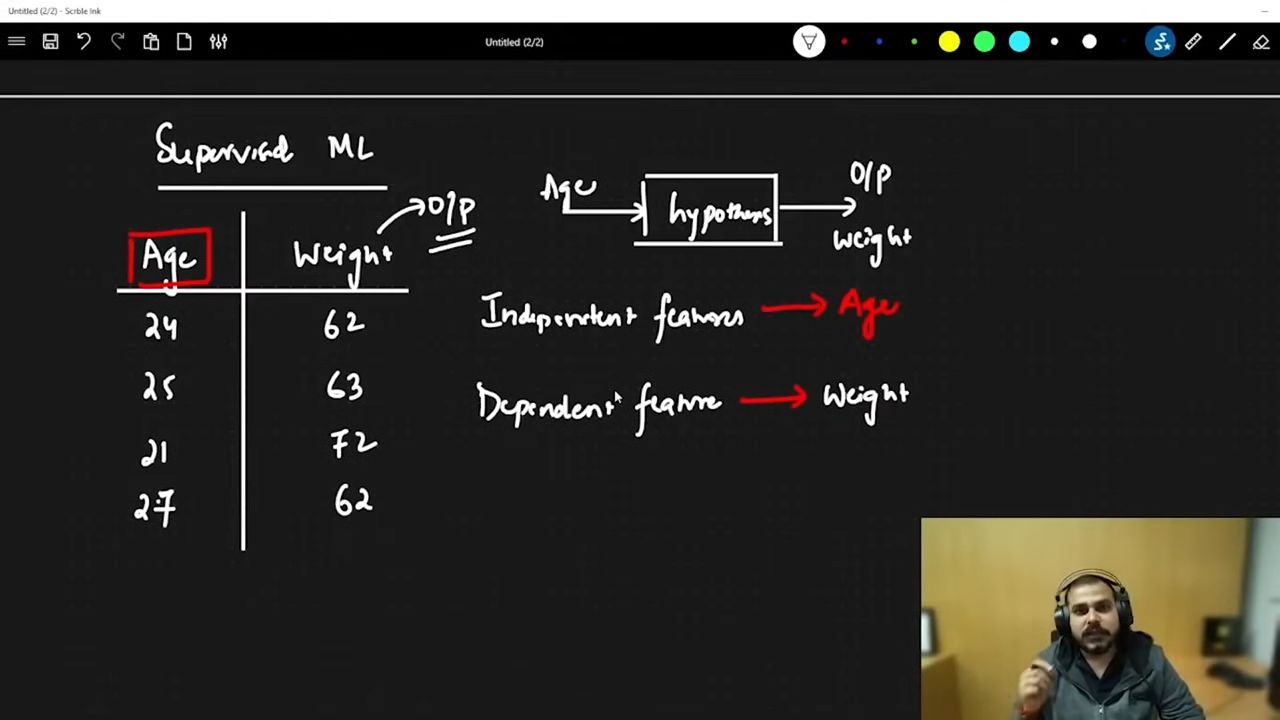 Untitled (2/2) - Scrble Ink
Untitled (2/2)
Supervised ML
Age Weight O/P
24 62
25 63
21 72
27 62
Age hypothesis O/P
Weight
Independent features Age
Dependent feature Weight